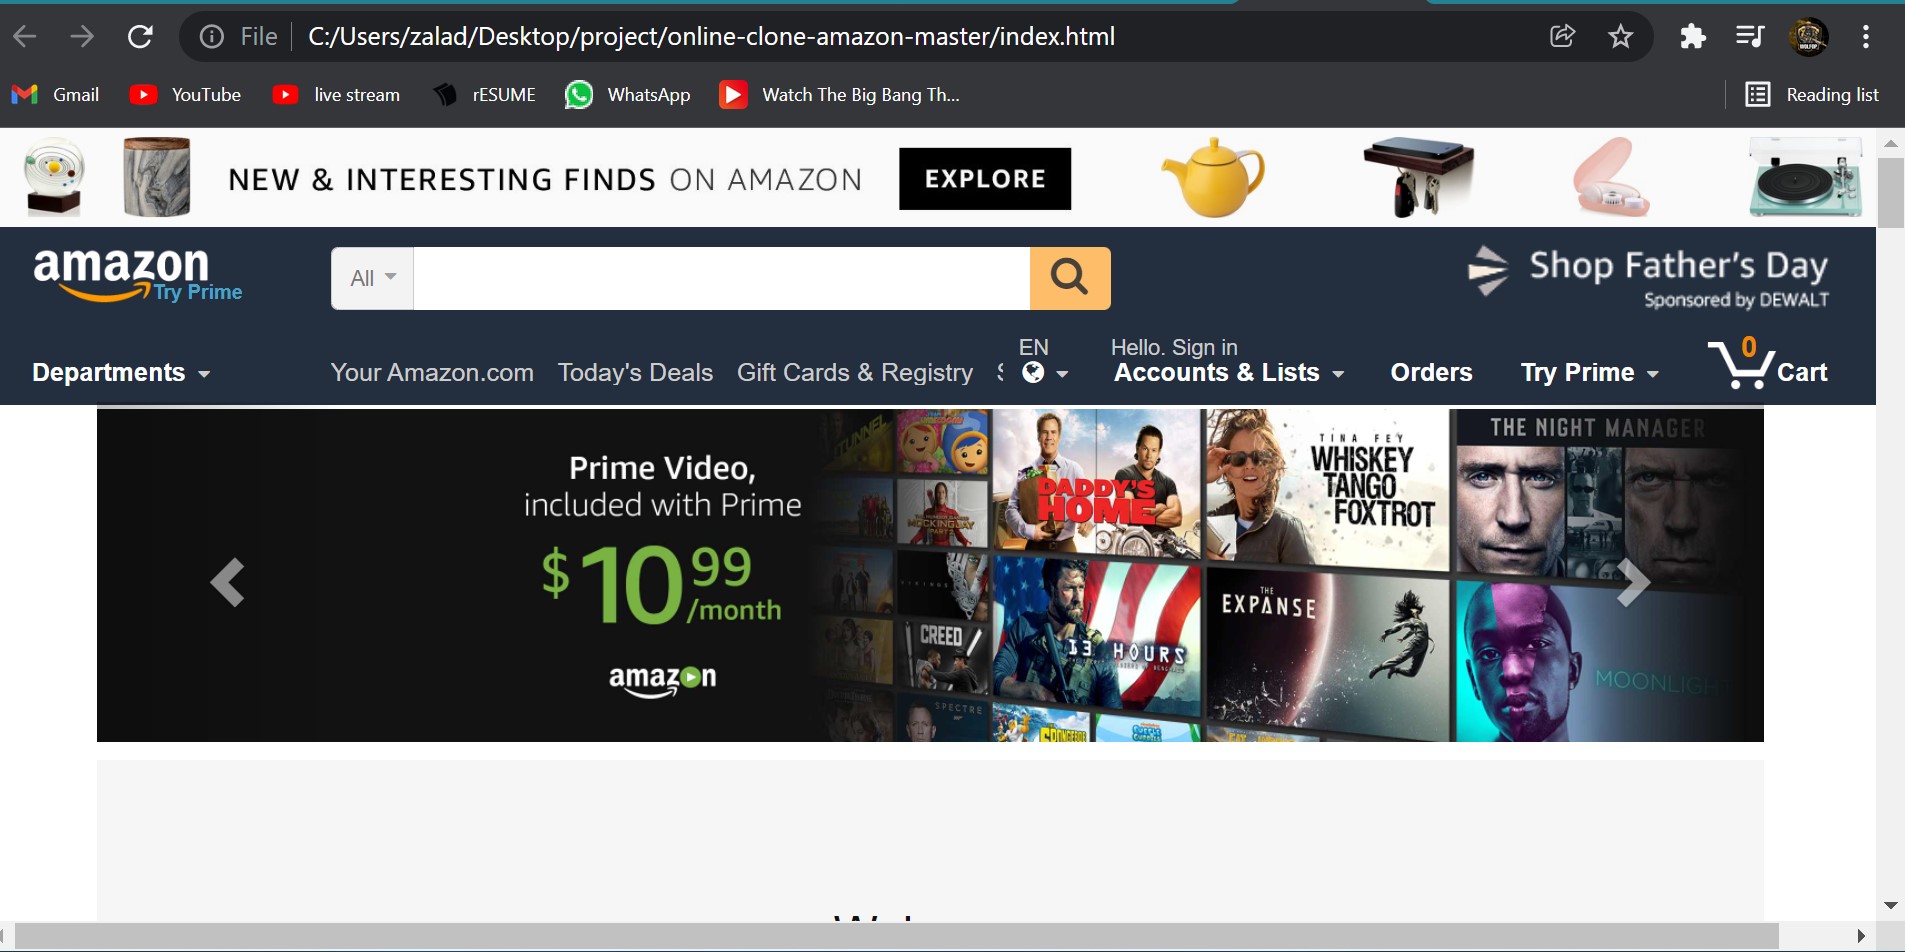 File C:/Users/zalad/Desktop/project/online-clone-amazon-master/index.html
Gmail YouTube live stream rESUME WhatsApp Watch The Big Bang Th... Reading list
NEW & INTERESTING FINDS ON AMAZON EXPLORE
amazon
Try Prime
All
Shop Father's Day
Sponsored by DEWALT
EN
Hello. Sign in
0
Departments Your Amazon.com Today's Deals Gift Cards & Registry Accounts & Lists Orders Try Prime Cart
Prime Video,
included with Prime
$10 99
/month
amazon
MOCKINGJAY
PART 2
DADDY'S
HOME
TINA FEY
WHISKEY
TANGO
FOXTROT
THE NIGHT MANAGER
CREED
13 HOURS
THE
EXPANSE
MOONLIGHT
SPECTRE